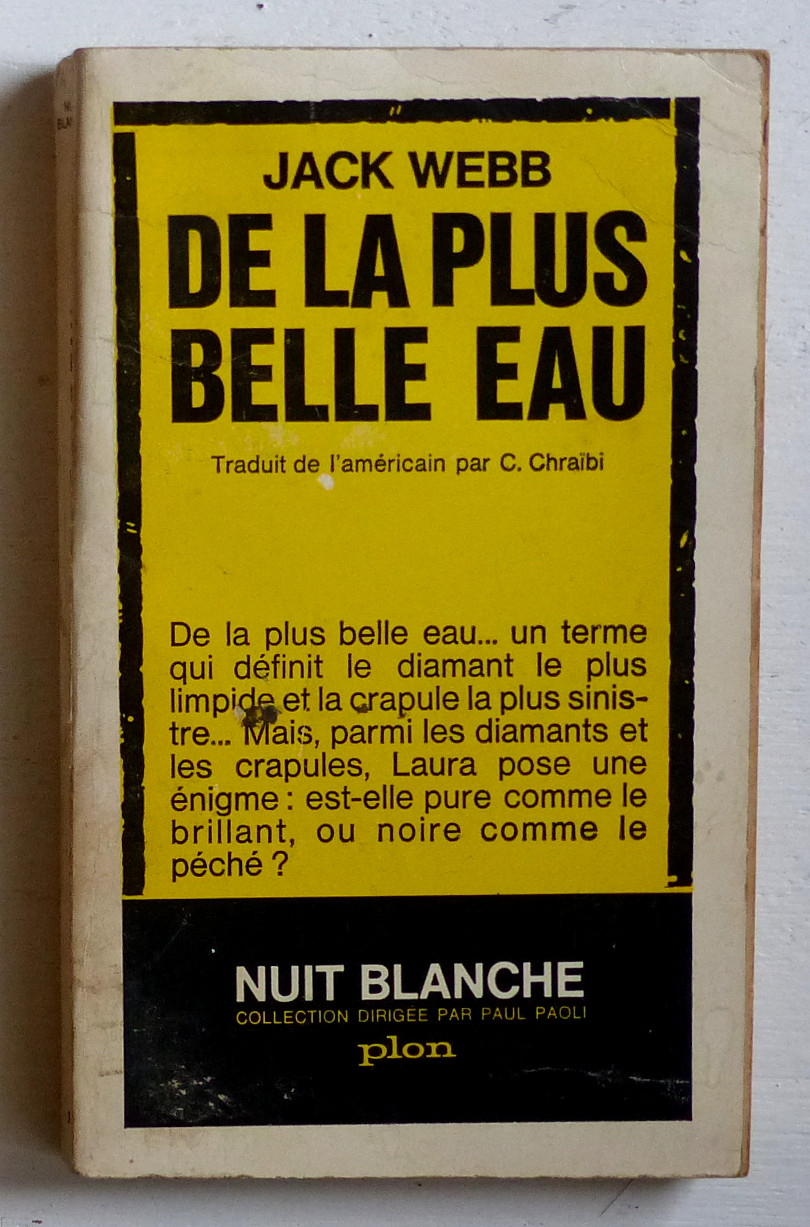 JACK WEBB
DE LA PLUS
BELLE EAU
Traduit de l'américain par C. Chraïbi
De la plus belle eau... un terme
qui définit le diamant le plus
limpide et la crapule la plus sinis-
tre... Mais, parmi les diamants et
les crapules, Laura pose une
énigme : est-elle pure comme le
brillant, ou noire comme le
péché ?
NUIT BLANCHE
COLLECTION DIRIGÉE PAR PAUL PAOLI
plon